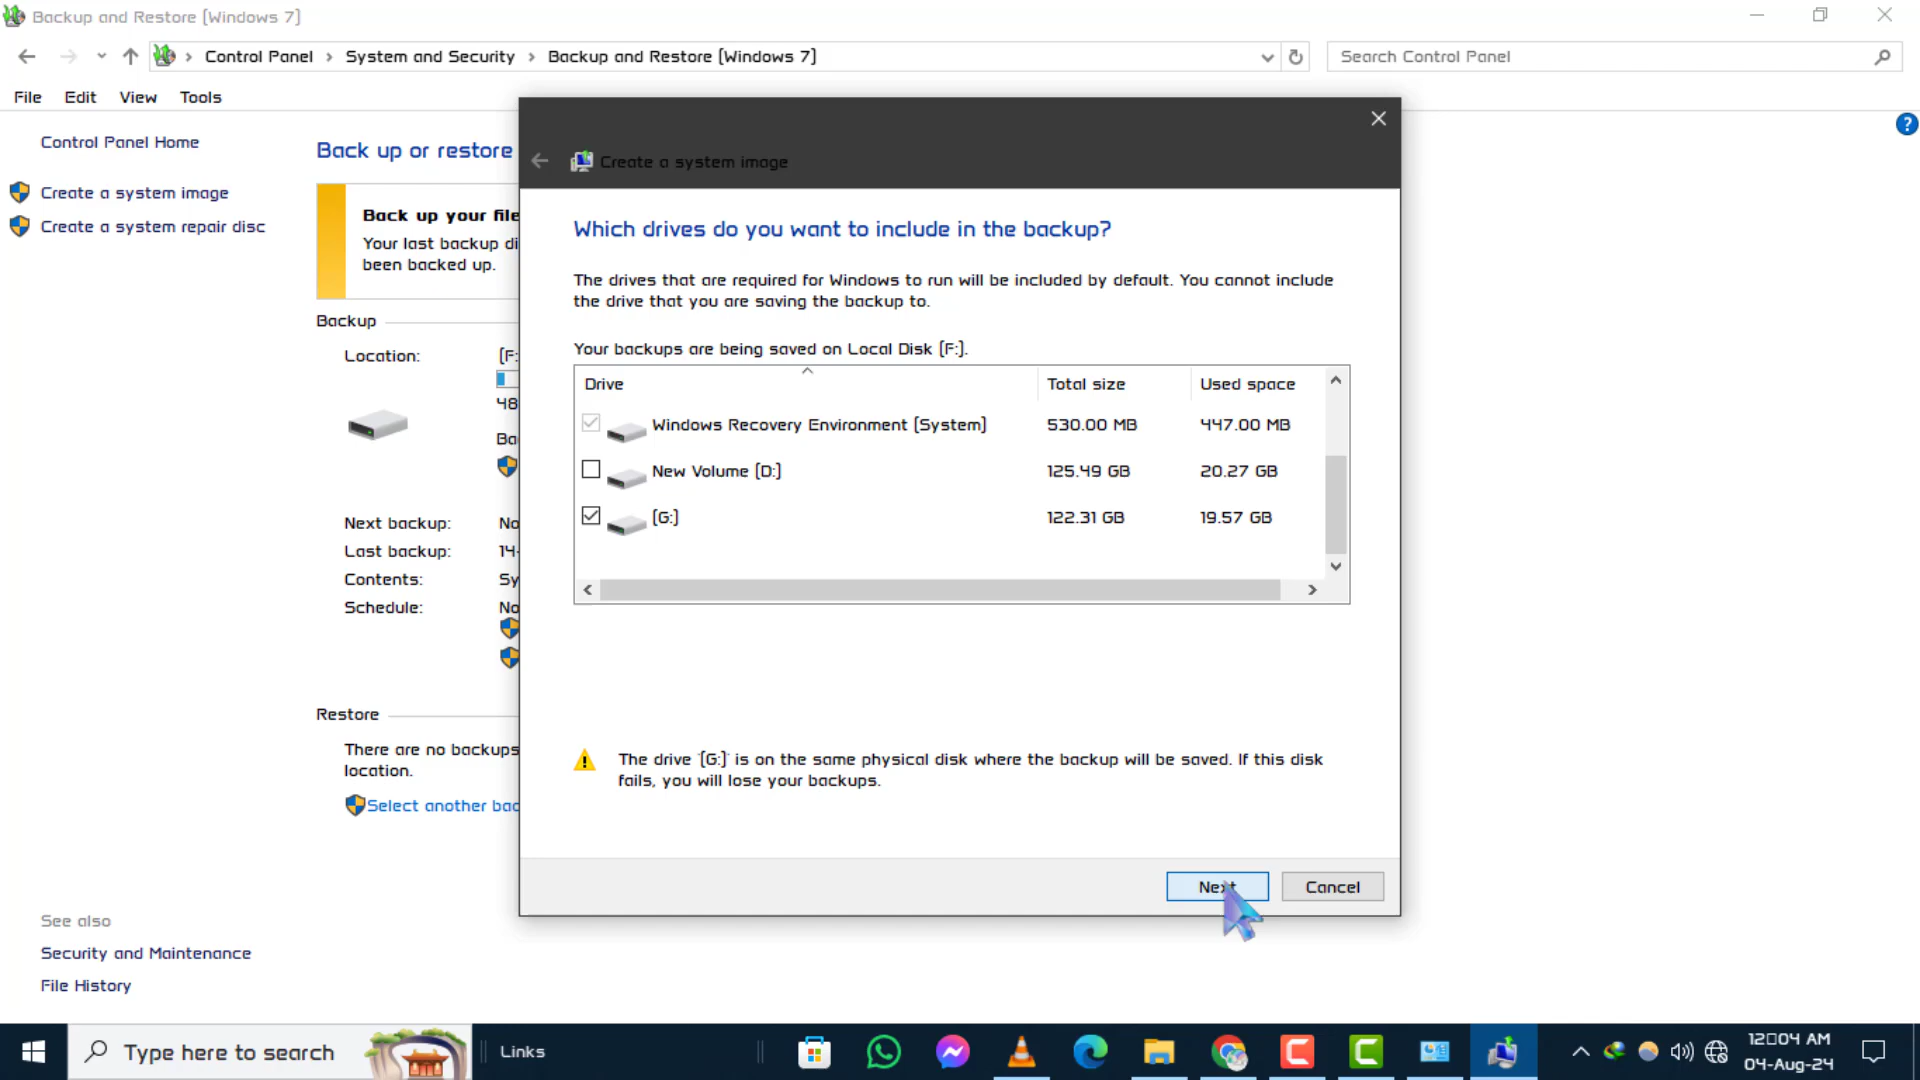 Backup and Restore (Windows 7)
Control Panel › System and Security › Backup and Restore (Windows 7)
Search Control Panel
File Edit View Tools
Control Panel Home
Create a system image
Create a system repair disc
Back up or restore
Back up your file
Your last backup di
been backed up.
Backup
Location:
(F:
48
Ba
Next backup: No
Last backup: 14-
Contents: Sy
Schedule: No
Restore
There are no backups
location.
Select another bac
See also
Security and Maintenance
File History
Create a system image
Which drives do you want to include in the backup?
The drives that are required for Windows to run will be included by default. You cannot include
the drive that you are saving the backup to.
Your backups are being saved on Local Disk (F:).
Drive Total size Used space
Windows Recovery Environment (System) 530.00 MB 447.00 MB
New Volume (D:) 125.49 GB 20.27 GB
(G:) 122.31 GB 19.57 GB
The drive '(G:)' is on the same physical disk where the backup will be saved. If this disk
fails, you will lose your backups.
Next Cancel
Type here to search
Links
12□04 AM
04-Aug-24